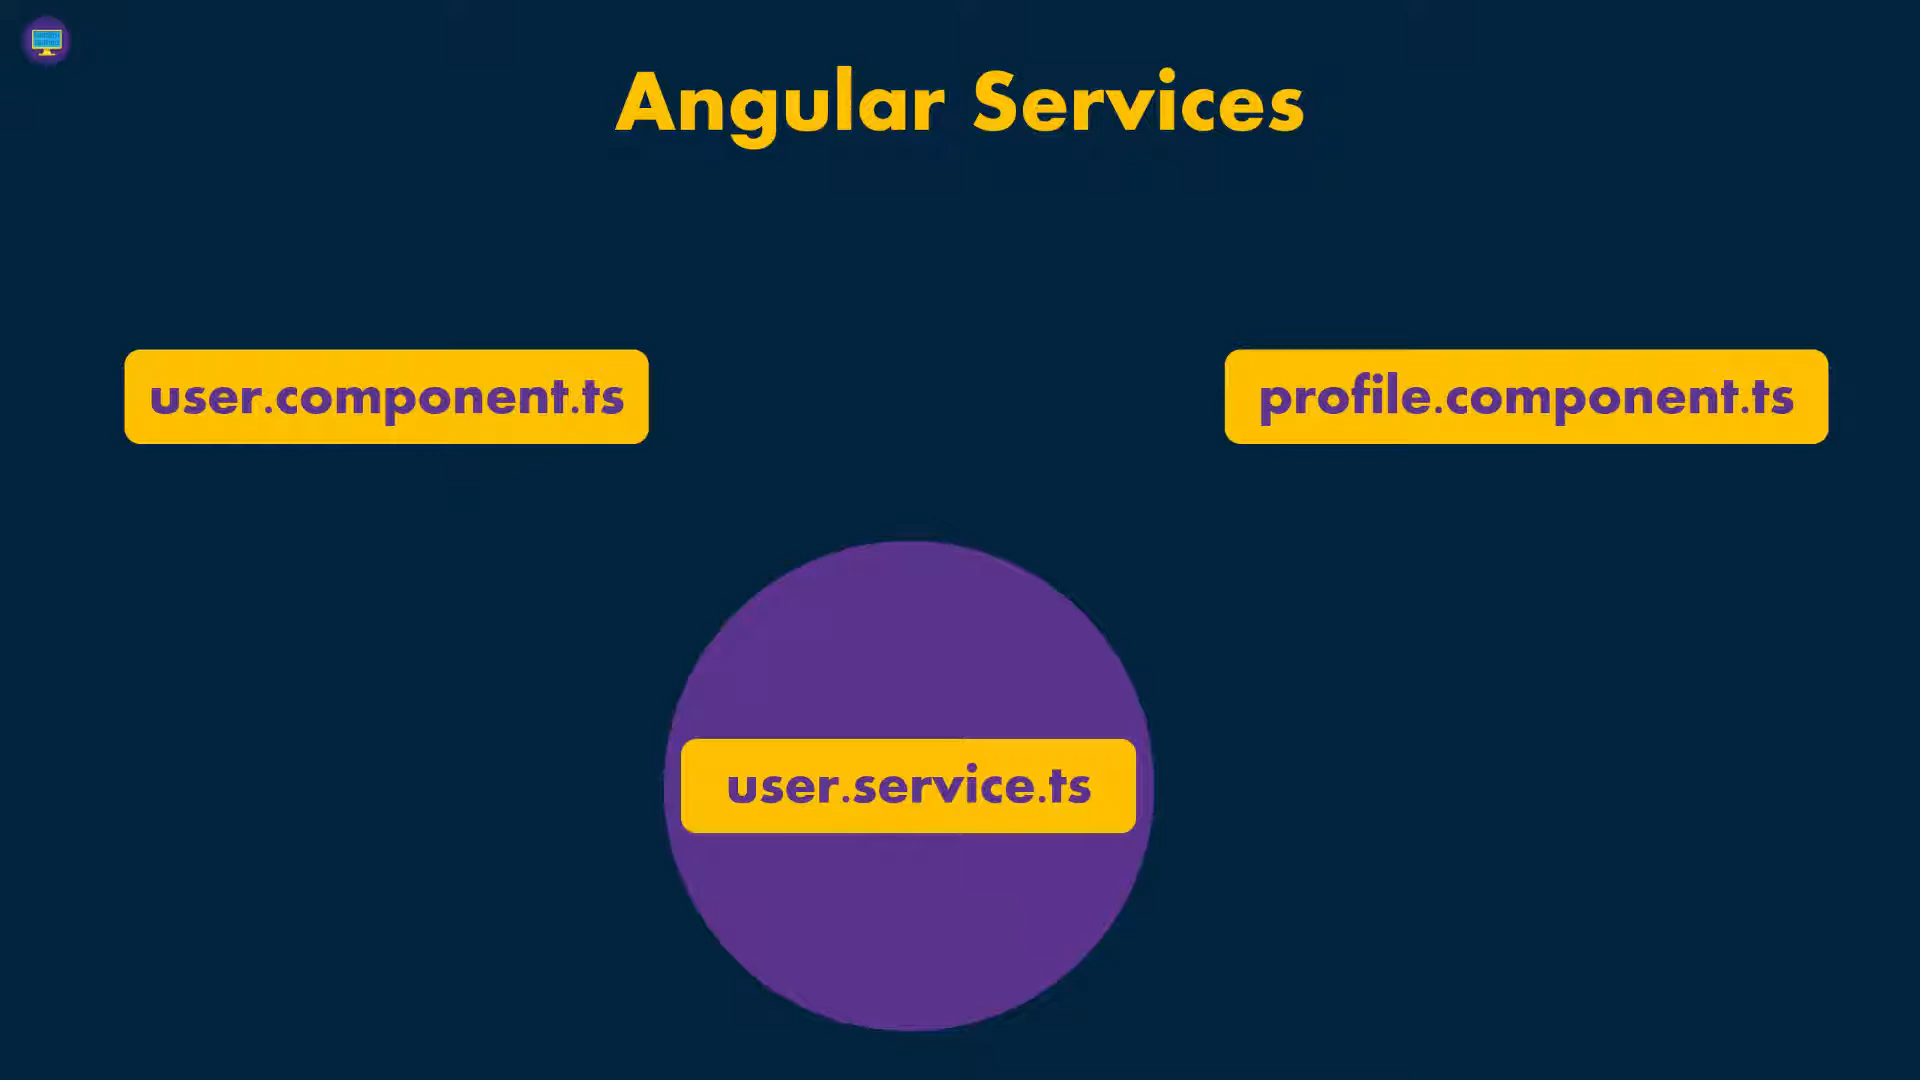 Angular Services
user.component.ts
profile.component.ts
user.service.ts